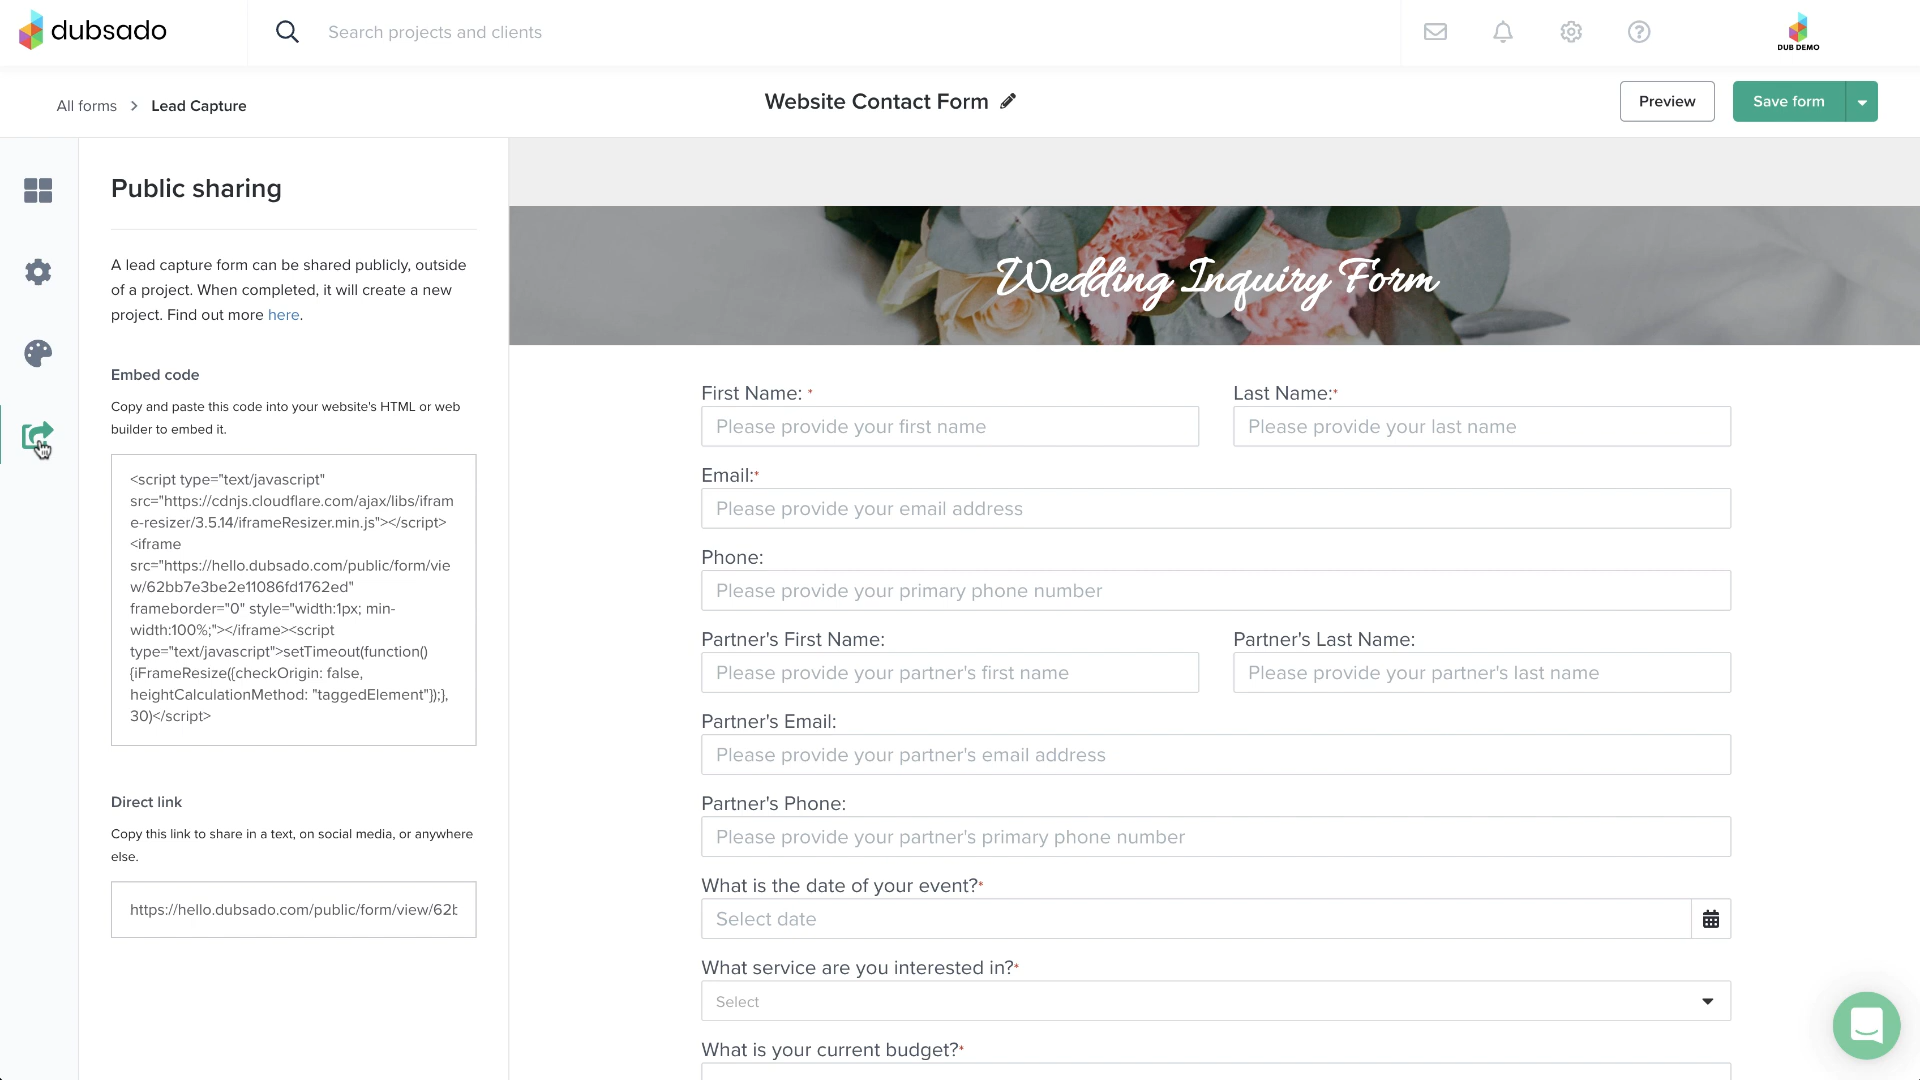 dubsado
Search projects and clients
DUB DEMO
All forms > Lead Capture
Website Contact Form
Preview
Save form
Public sharing
A lead capture form can be shared publicly, outside
of a project. When completed, it will create a new
project. Find out more here.
Embed code
Copy and paste this code into your website's HTML or web
builder to embed it.
<script type="text/javascript"
src="https://cdnjs.cloudflare.com/ajax/libs/ifram
e-resizer/3.5.14/iframeResizer.min.js"></script>
<iframe
src="https://hello.dubsado.com/public/form/vie
w/62bb7e3be2e11086fd1762ed"
frameborder="0" style="width:1px; min-
width:100%;"></iframe><script
type="text/javascript">setTimeout(function()
{iFrameResize({checkOrigin: false,
heightCalculationMethod: "taggedElement"});},
30)</script>
Direct link
Copy this link to share in a text, on social media, or anywhere
else.
https://hello.dubsado.com/public/form/view/62b
Wedding Inquiry Form
First Name: *
Please provide your first name
Last Name:*
Please provide your last name
Email:*
Please provide your email address
Phone:
Please provide your primary phone number
Partner's First Name:
Please provide your partner's first name
Partner's Last Name:
Please provide your partner's last name
Partner's Email:
Please provide your partner's email address
Partner's Phone:
Please provide your partner's primary phone number
What is the date of your event?*
Select date
What service are you interested in?*
Select
What is your current budget?*